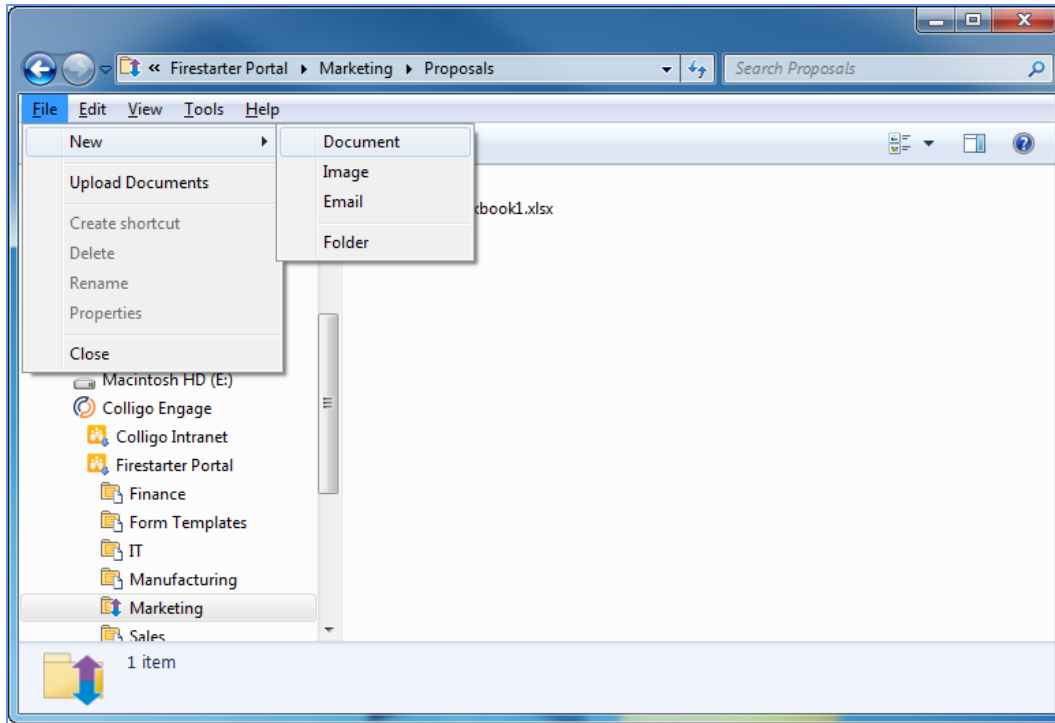 « Firestarter Portal Marketing Proposals Search Proposals
File Edit View Tools Help
New
Upload Documents
Create shortcut
Delete
Rename
Properties
Close
Document
Image
Email
Folder
kbook1.xlsx
Macintosh HD (E:)
Colligo Engage
Colligo Intranet
Firestarter Portal
Finance
Form Templates
IT
Manufacturing
Marketing
Sales
1 item